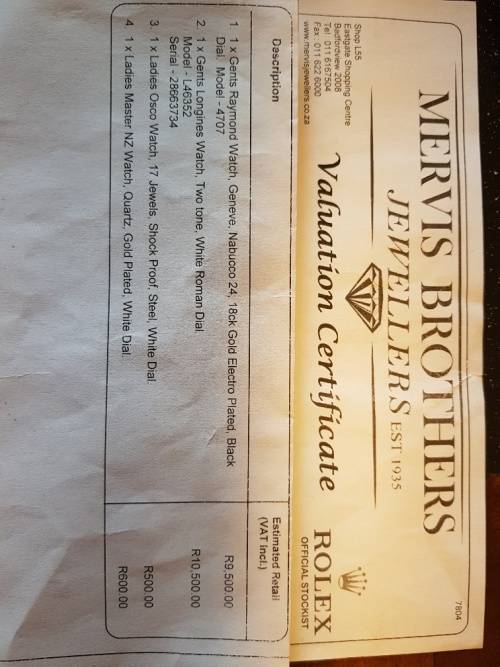 7804
MERVIS BROTHERS
JEWELLERS EST 1935
Shop L55
Eastgate Shopping Centre
Bedfordview 2008
Tel: 011 6167504
Fax: 011 622 6000
www.mervisjewellers.co.za
Valuation Certificate
ROLEX
OFFICIAL STOCKIST
Description
Estimated Retail
(VAT incl.)
1 1 x Gents Raymond Watch, Geneve, Nabucco 24, 18ck Gold Electro Plated, Black R9,500.00
Dial. Model - 4707
2. 1 x Gents Longines Watch, Two tone, White Roman Dial. R10,500.00
Model - L46352
Serial - 28663734
3. 1 x Ladies Osco Watch, 17 Jewels, Shock Proof, Steel, White Dial. R500.00
4. 1 x Ladies Master NZ Watch, Quartz, Gold Plated, White Dial. R600.00